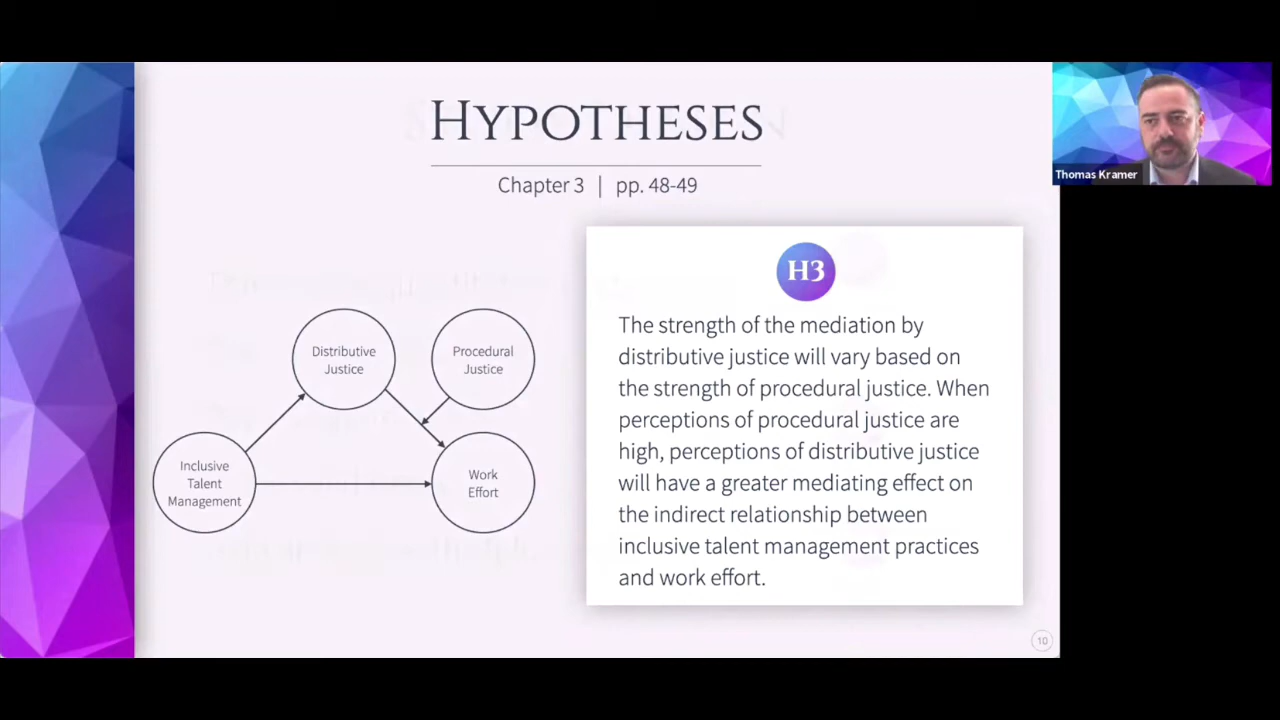 HYPOTHESES
Chapter 3 | pp. 48-49
Thomas Kramer
H3
The strength of the mediation by
distributive justice will vary based on
the strength of procedural justice. When
perceptions of procedural justice are
high, perceptions of distributive justice
will have a greater mediating effect on
the indirect relationship between
inclusive talent management practices
and work effort.
Distributive
Justice
Procedural
Justice
Inclusive
Talent
Management
Work
Effort
10